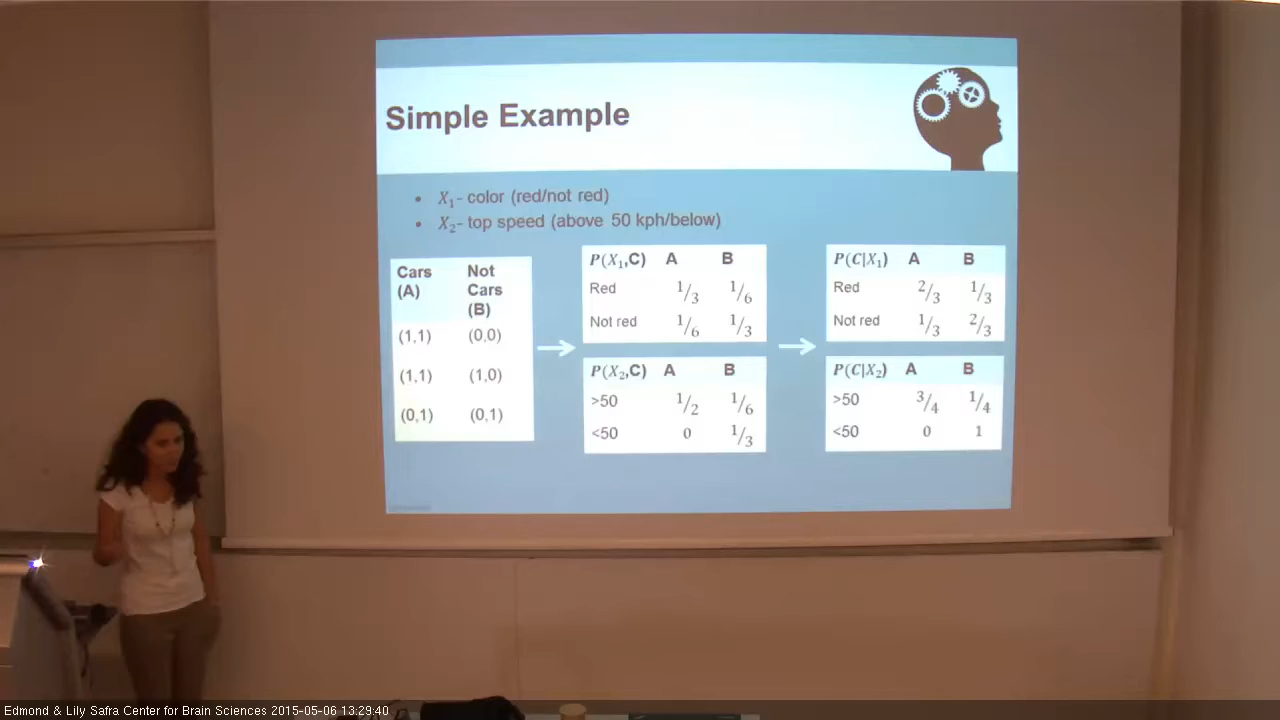 Simple Example
• X₁- color (red/not red)
• X₂- top speed (above 50 kph/below)
Cars (A) Not Cars (B)
(1,1) (0,0)
(1,1) (1,0)
(0,1) (0,1)
P(X₁,C) A B
Red 1/3 1/6
Not red 1/6 1/3
P(X₂,C) A B
>50 1/2 1/6
<50 0 1/3
P(C|X₁) A B
Red 2/3 1/3
Not red 1/3 2/3
P(C|X₂) A B
>50 3/4 1/4
<50 0 1
Edmond & Lily Safra Center for Brain Sciences 2015-05-06 13:29:40